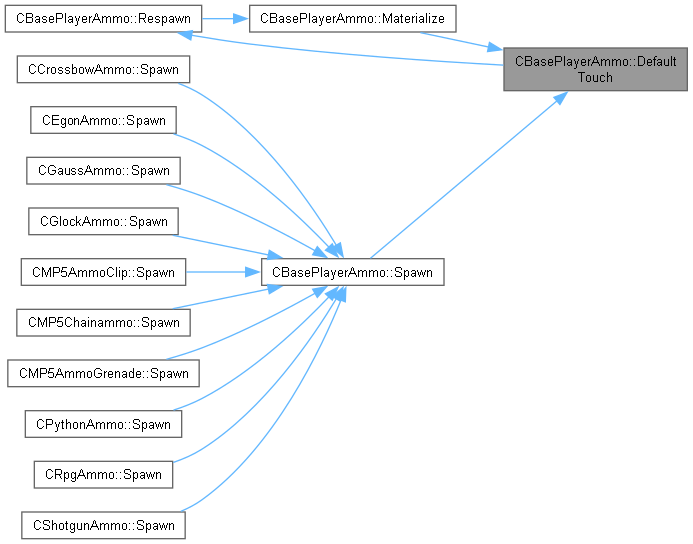 CBasePlayerAmmo::Respawn
CBasePlayerAmmo::Materialize
CBasePlayerAmmo::Default
Touch
CCrossbowAmmo::Spawn
CEgonAmmo::Spawn
CGaussAmmo::Spawn
CGlockAmmo::Spawn
CMP5AmmoClip::Spawn
CBasePlayerAmmo::Spawn
CMP5Chainammo::Spawn
CMP5AmmoGrenade::Spawn
CPythonAmmo::Spawn
CRpgAmmo::Spawn
CShotgunAmmo::Spawn